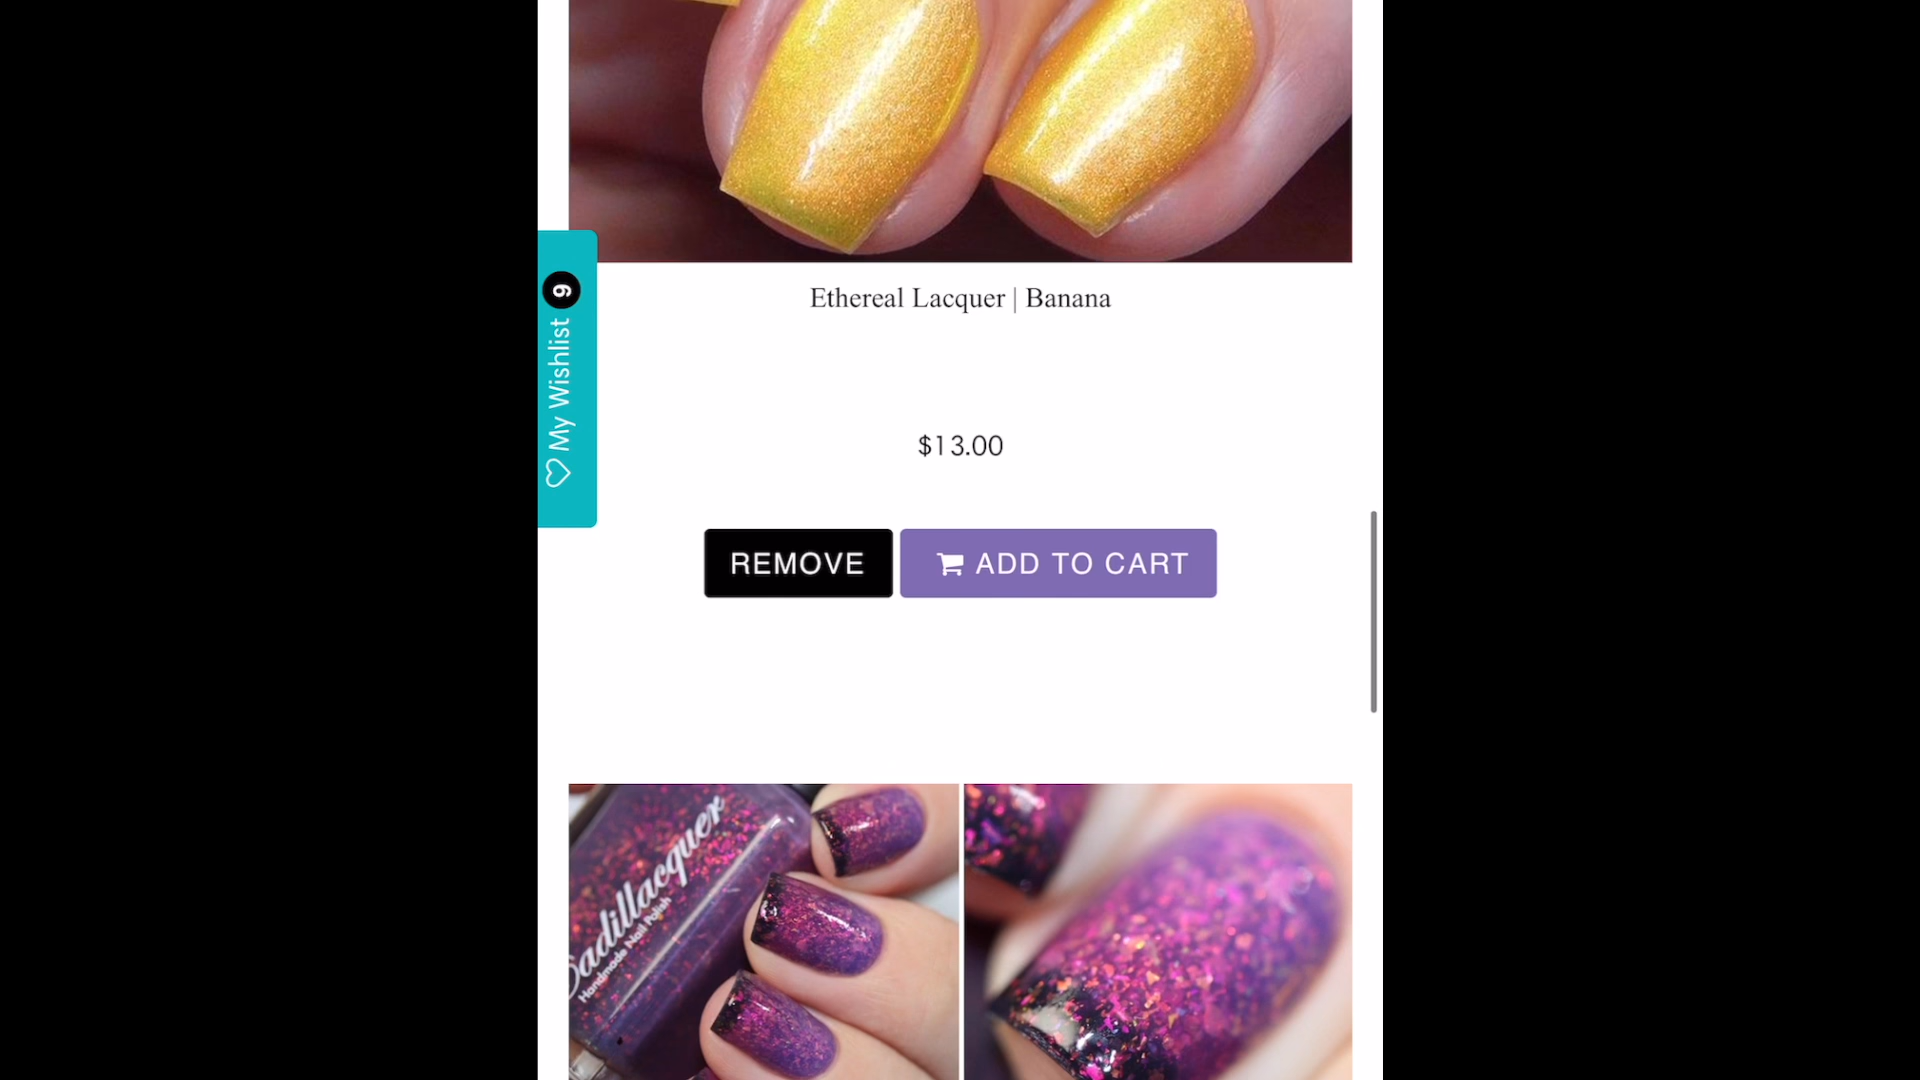 My Wishlist 9
Ethereal Lacquer | Banana
$13.00
REMOVE
ADD TO CART
Cadillacquer
Handmade Nail Polish